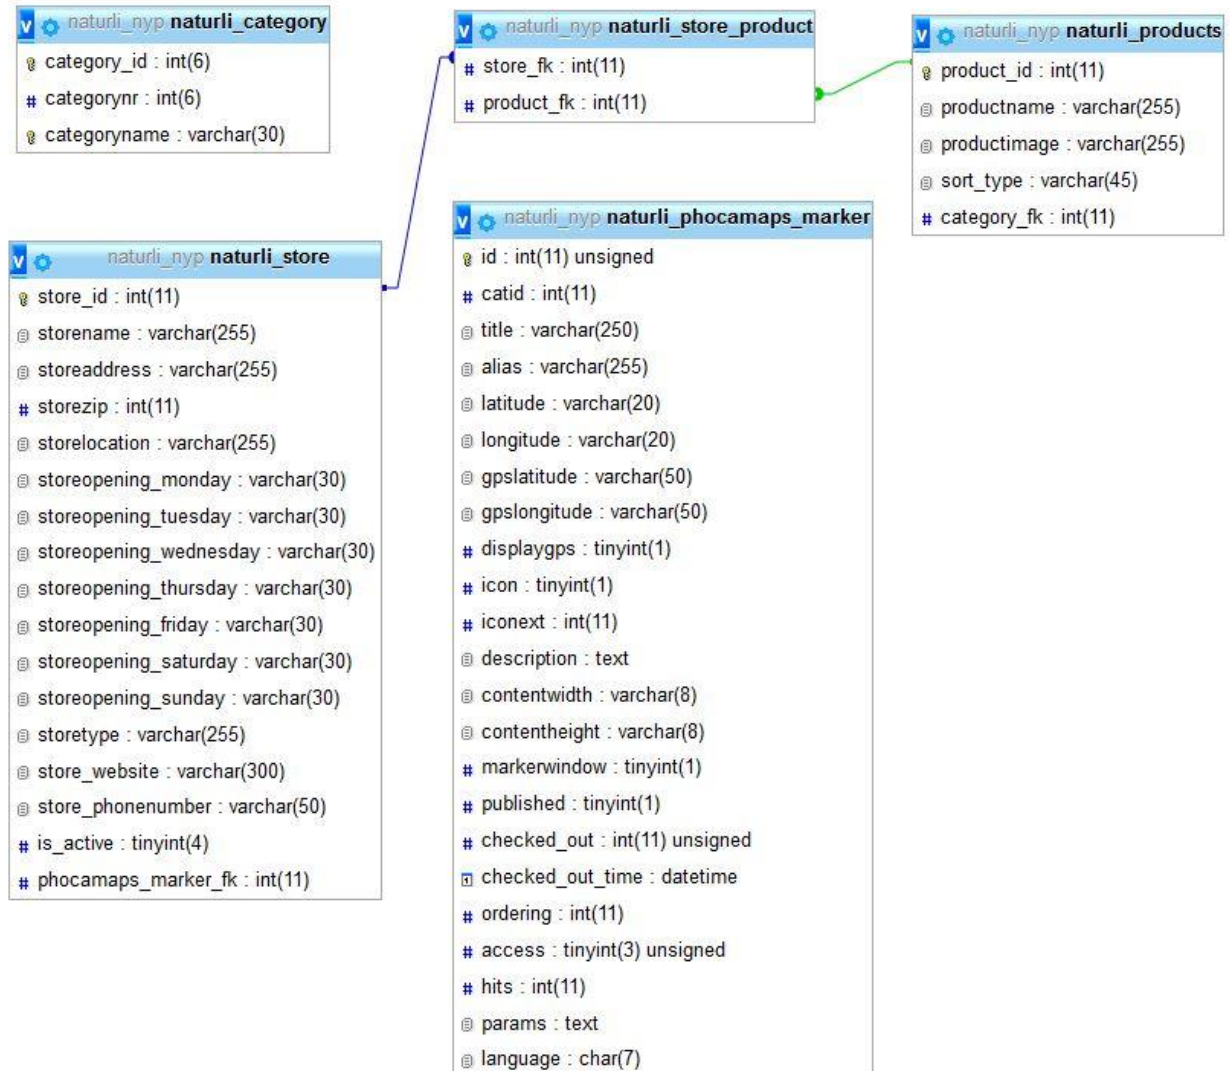 naturli_nyp naturli_category
category_id : int(6)
categorynr : int(6)
categoryname : varchar(30)
naturli_nyp naturli_store_product
store_fk : int(11)
product_fk : int(11)
naturli_nyp naturli_products
product_id : int(11)
productname : varchar(255)
productimage : varchar(255)
sort_type : varchar(45)
category_fk : int(11)
naturli_nyp naturli_store
store_id : int(11)
storename : varchar(255)
storeaddress : varchar(255)
storezip : int(11)
storelocation : varchar(255)
storeopening_monday : varchar(30)
storeopening_tuesday : varchar(30)
storeopening_wednesday : varchar(30)
storeopening_thursday : varchar(30)
storeopening_friday : varchar(30)
storeopening_saturday : varchar(30)
storeopening_sunday : varchar(30)
storetype : varchar(255)
store_website : varchar(300)
store_phonenumber : varchar(50)
is_active : tinyint(4)
phocamaps_marker_fk : int(11)
naturli_nyp naturli_phocamaps_marker
id : int(11) unsigned
catid : int(11)
title : varchar(250)
alias : varchar(255)
latitude : varchar(20)
longitude : varchar(20)
gpslatitude : varchar(50)
gpslongitude : varchar(50)
displaygps : tinyint(1)
icon : tinyint(1)
iconext : int(11)
description : text
contentwidth : varchar(8)
contentheight : varchar(8)
markerwindow : tinyint(1)
published : tinyint(1)
checked_out : int(11) unsigned
checked_out_time : datetime
ordering : int(11)
access : tinyint(3) unsigned
hits : int(11)
params : text
language : char(7)